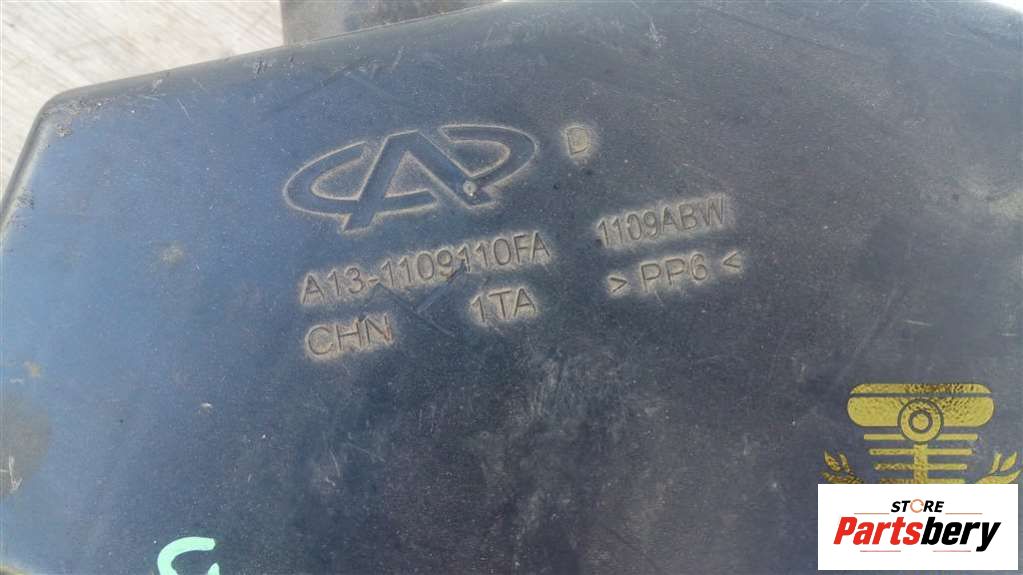 D
A13-1109110FA 1109ABW
CHN 1TA >PP6<
STORE
Partsbery